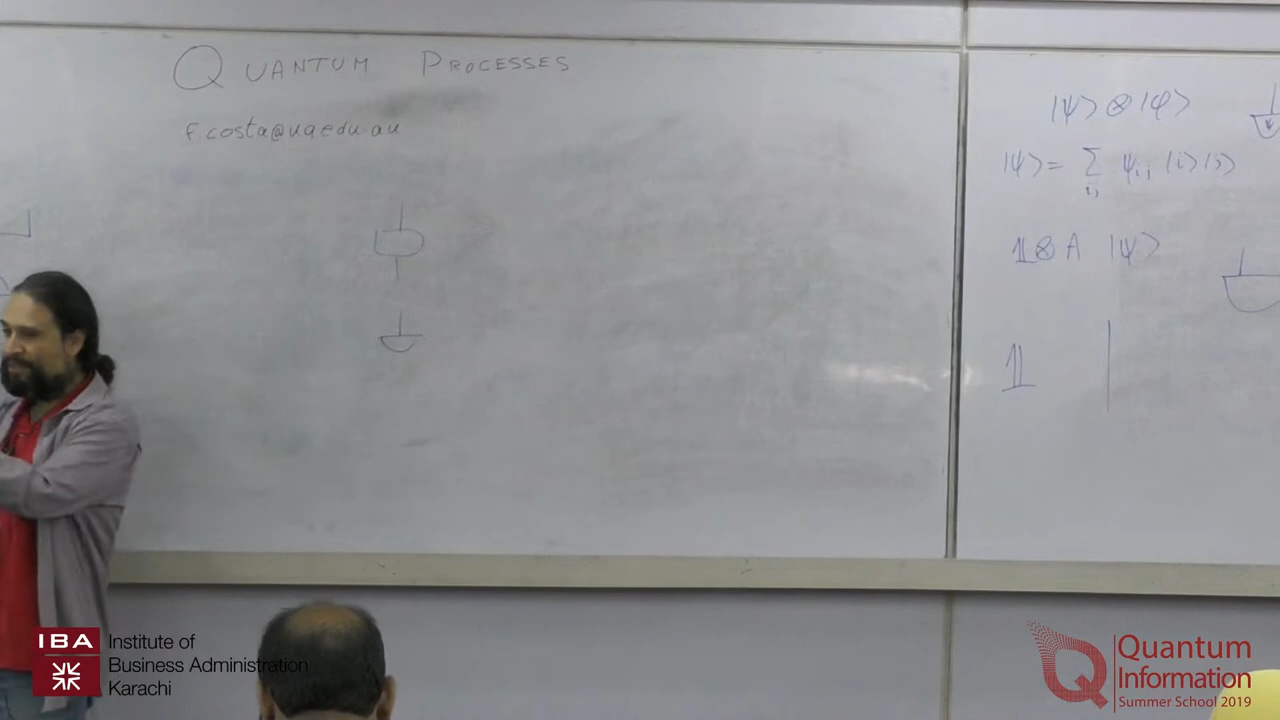 QUANTUM PROCESSES
f.costa@uq.edu.au
|ψ> ⊗ |φ>
ψ
|ψ> = ∑ ψij |i>|j>
ij
𝟙 ⊗ A |ψ>
𝟙
IBA
Institute of
Business Administration
Karachi
Quantum
Information
Summer School 2019